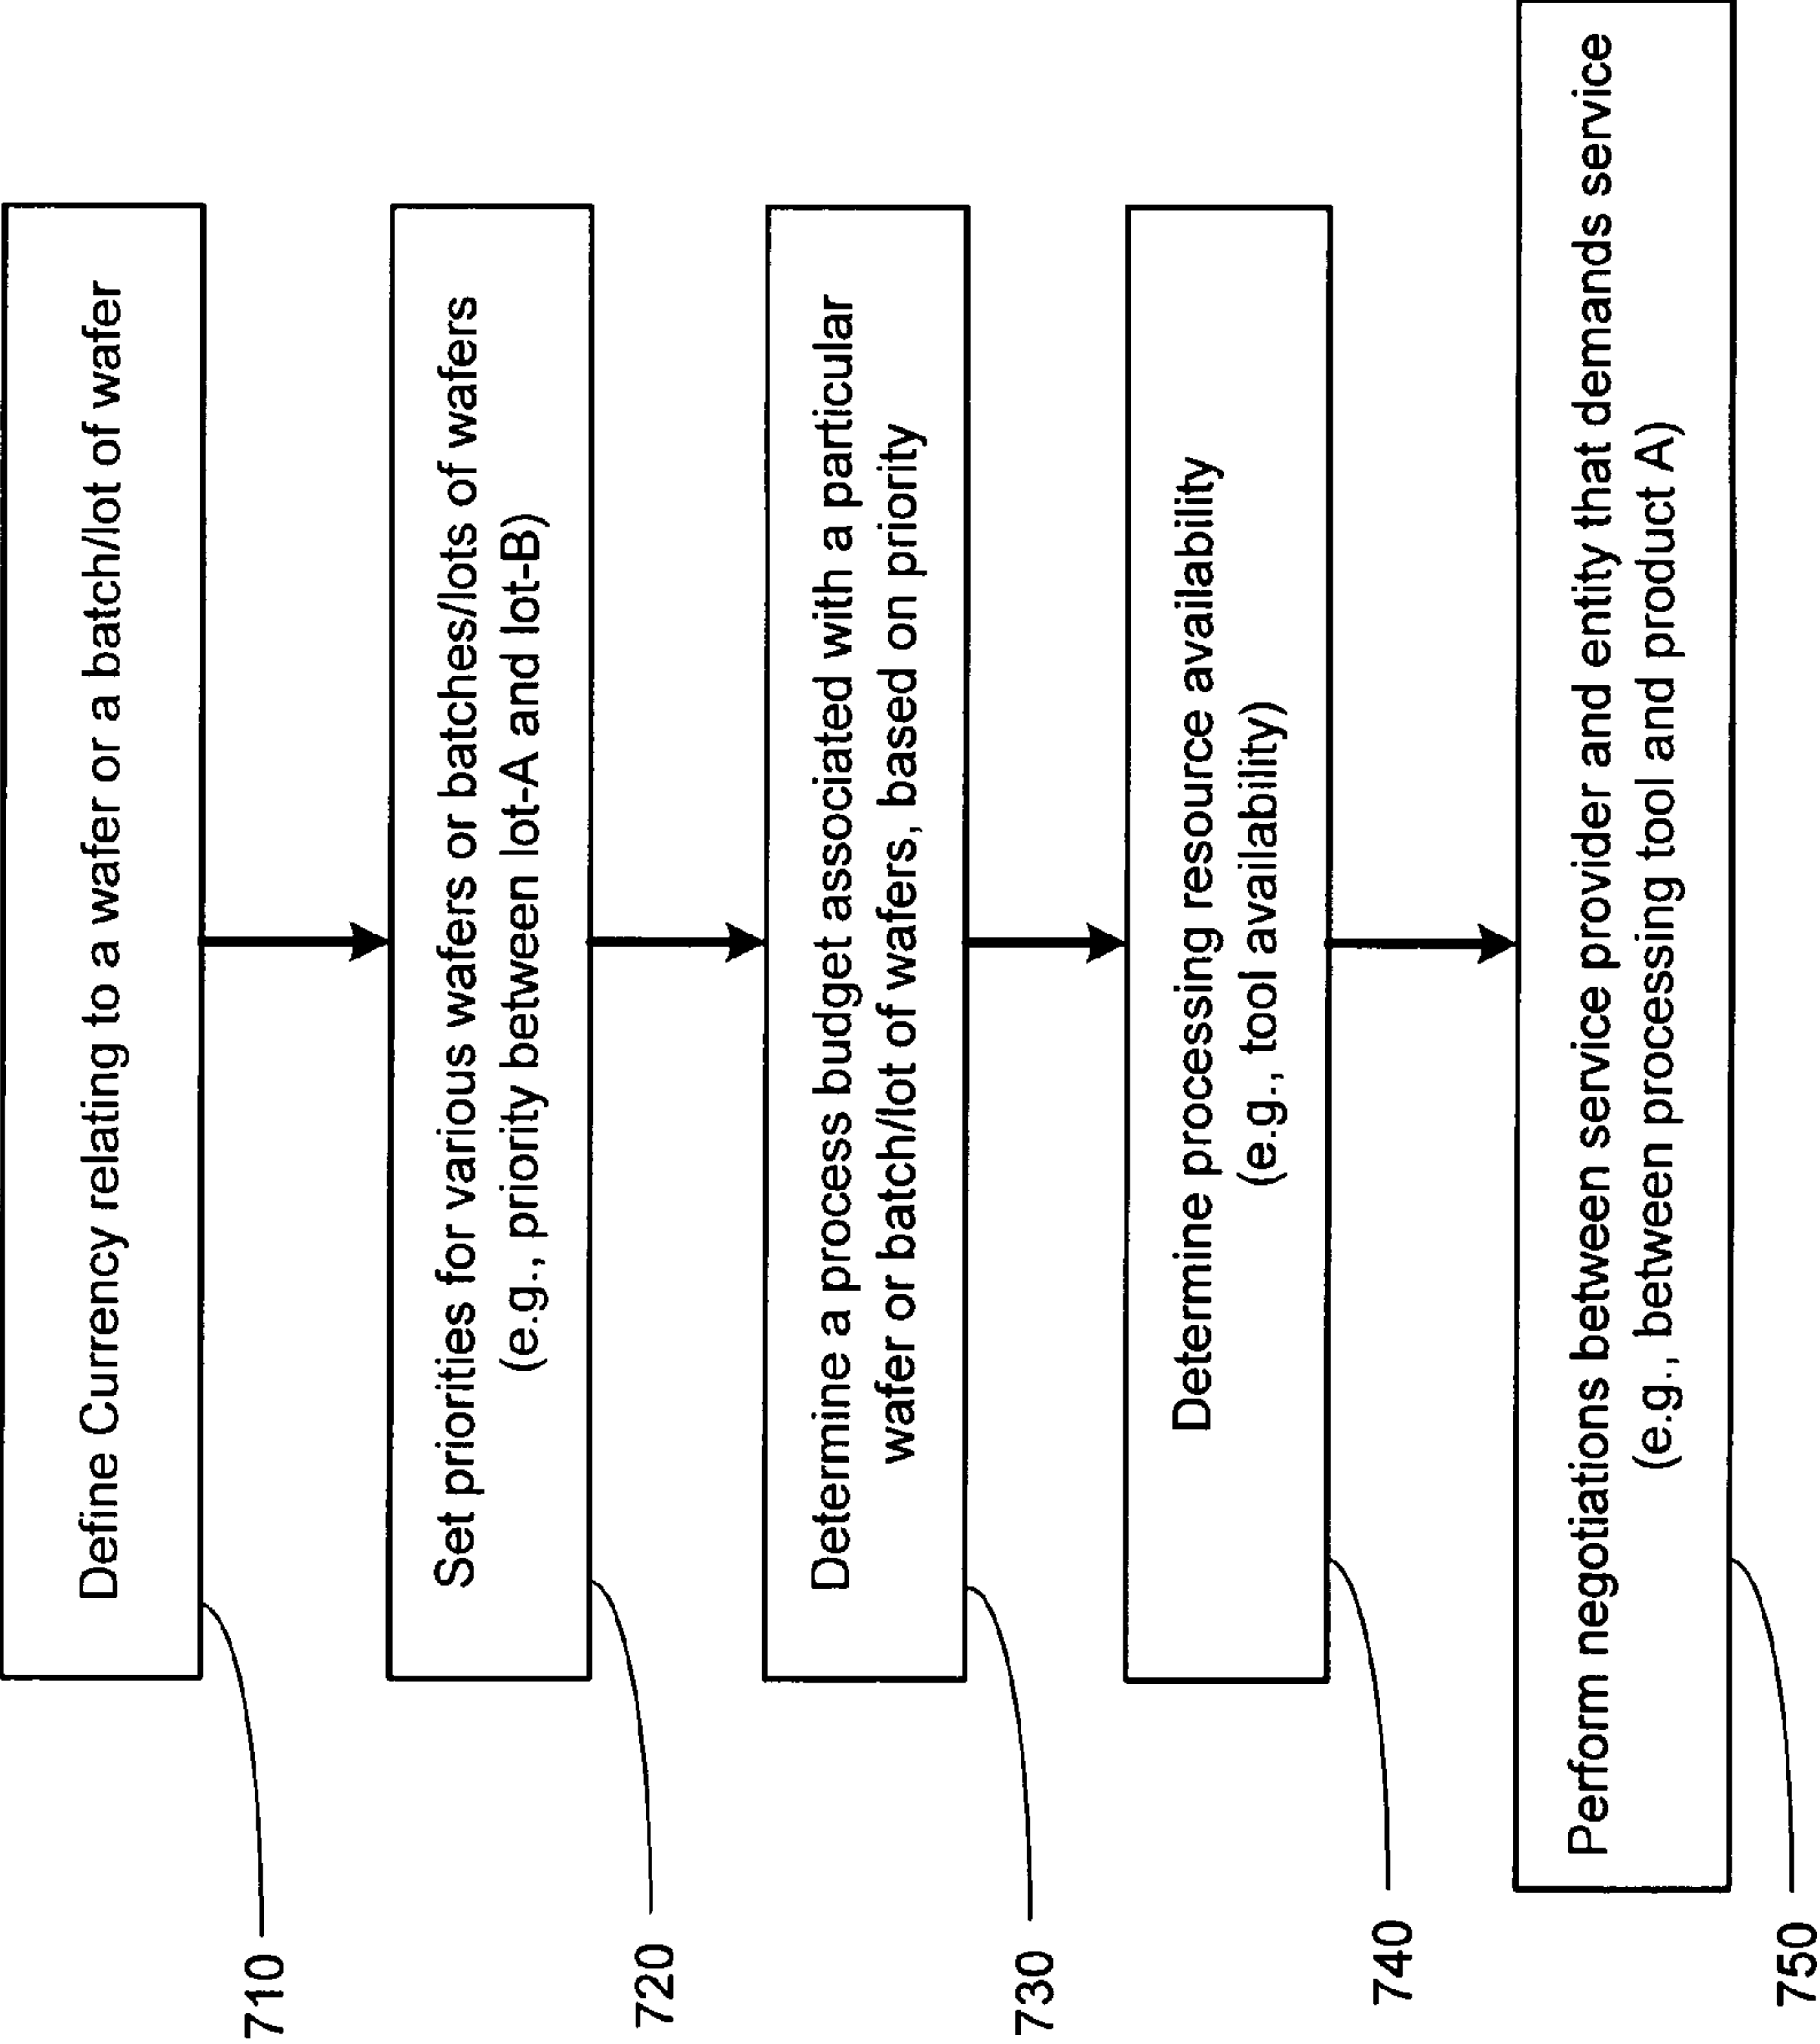 Define Currency relating to a wafer or a batch/lot of wafer
710
Set priorities for various wafers or batches/lots of wafers
(e.g., priority between lot-A and lot-B)
720
Determine a process budget associated with a particular
wafer or batch/lot of wafers, based on priority
730
Determine processing resource availability
(e.g., tool availability)
740
Perform negotiations between service provider and entity that demands service
(e.g., between processing tool and product A)
750